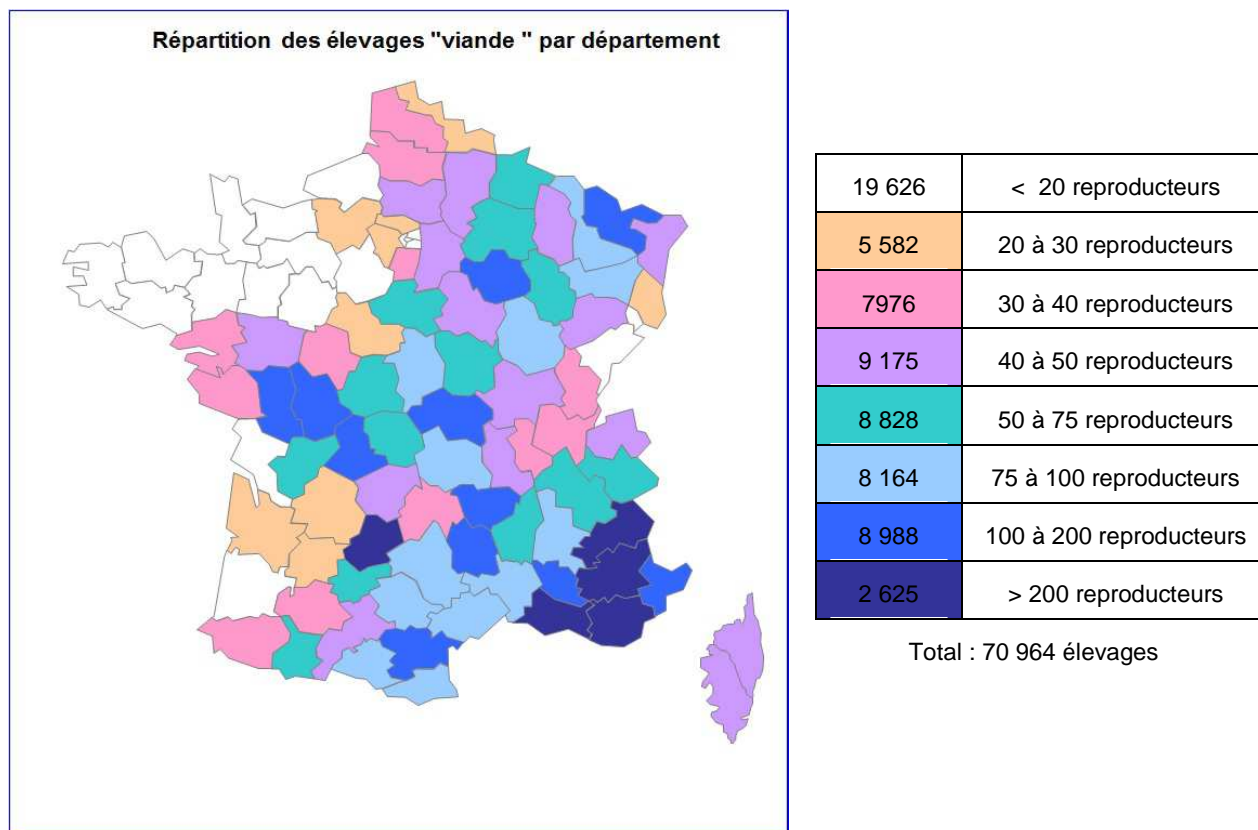 Répartition des élevages "viande " par département
19 626 < 20 reproducteurs
5 582 20 à 30 reproducteurs
7976 30 à 40 reproducteurs
9 175 40 à 50 reproducteurs
8 828 50 à 75 reproducteurs
8 164 75 à 100 reproducteurs
8 988 100 à 200 reproducteurs
2 625 > 200 reproducteurs
Total : 70 964 élevages